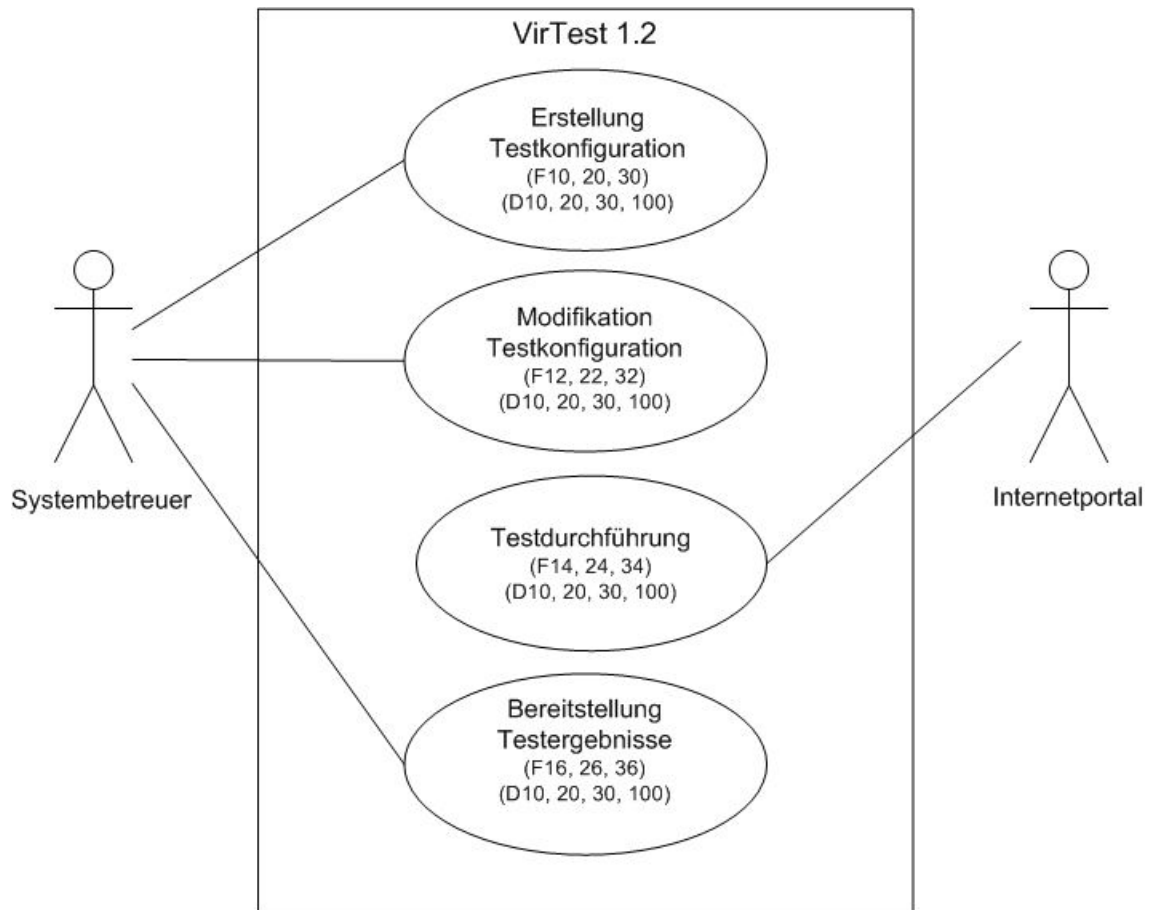 VirTest 1.2
Erstellung
Testkonfiguration
(F10, 20, 30)
(D10, 20, 30, 100)
Modifikation
Testkonfiguration
(F12, 22, 32)
(D10, 20, 30, 100)
Systembetreuer
Internetportal
Testdurchführung
(F14, 24, 34)
(D10, 20, 30, 100)
Bereitstellung
Testergebnisse
(F16, 26, 36)
(D10, 20, 30, 100)